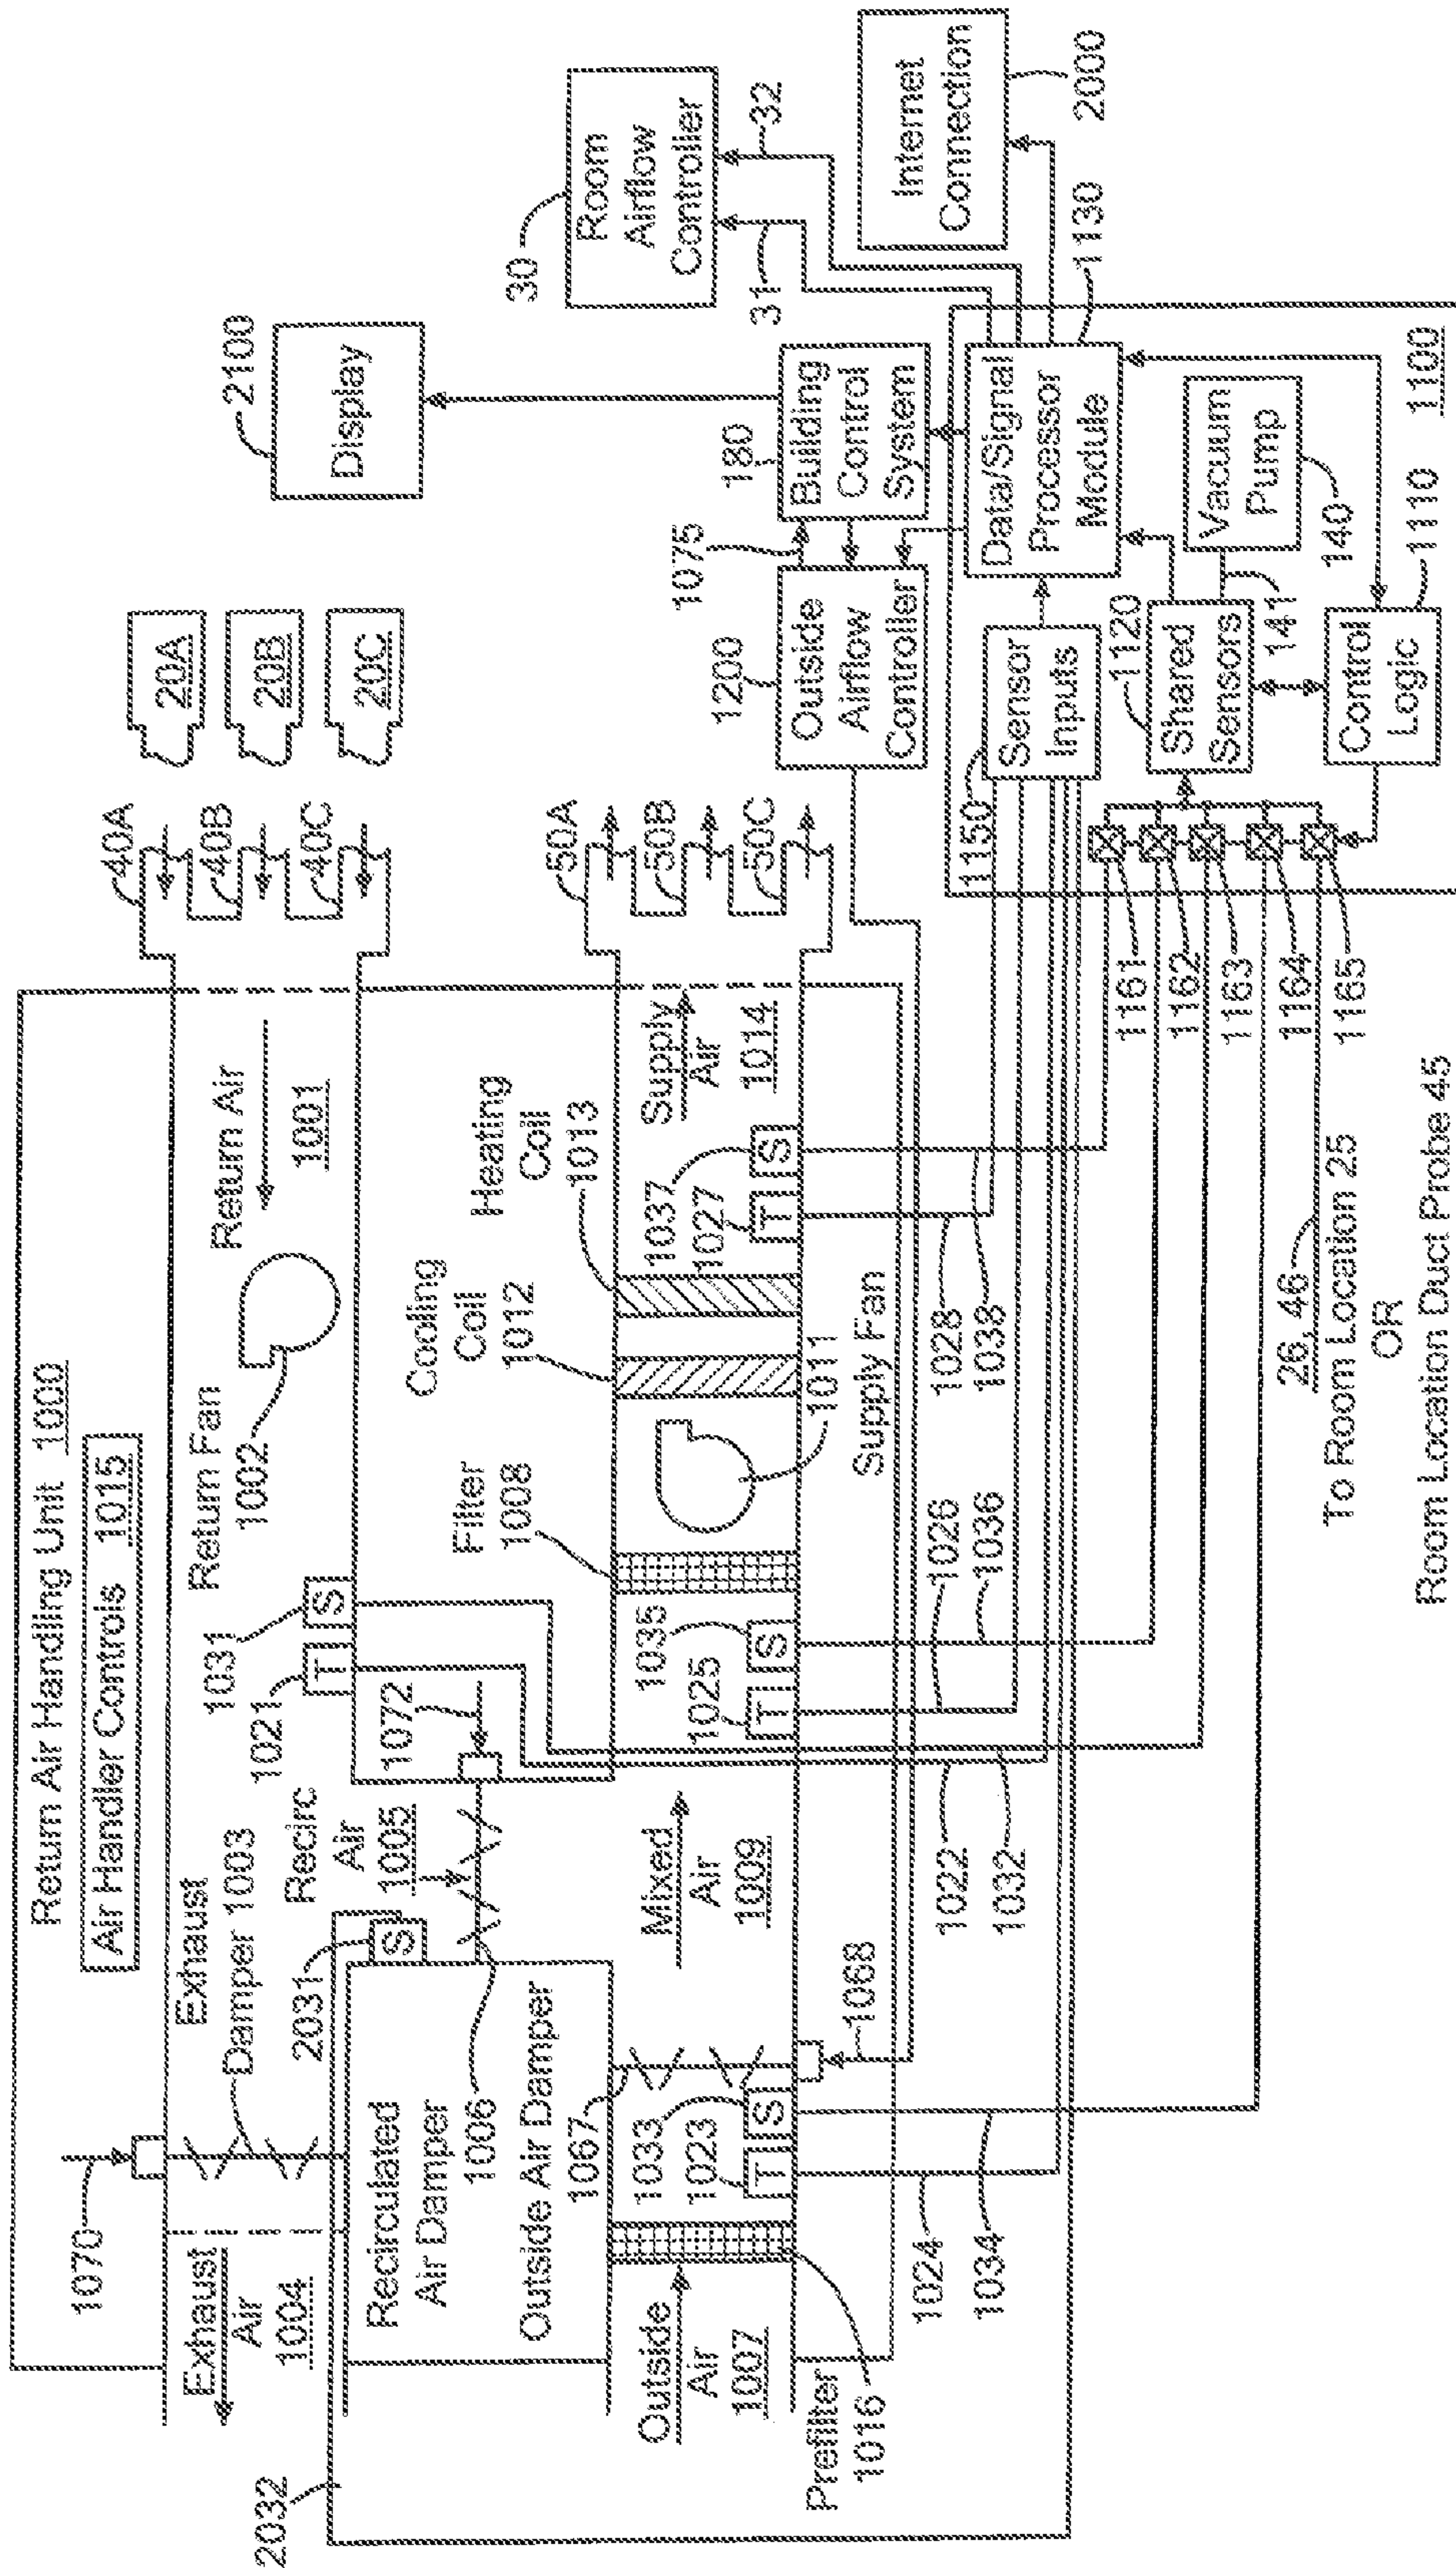 Return Air Handling Unit 1000
Air Handler Controls 1015
1070
Exhaust
Damper 1003
Return Fan
1002
Return Air
1001
Exhaust
Air
1004
2032
2031
S
Recirc
Air
1005
1021
T
1031
S
1072
Recirculated
Air Damper
1006
Outside Air Damper
1067
Outside
Air
1007
Prefilter
1016
1033
1023
T
S
1068
Mixed
Air
1009
1025
T
1035
S
Filter
1008
1011
Supply Fan
Cooling
Coil
1012
Heating
Coil
1013
1037
1027
T
S
Supply
Air
1014
1024
1034
1022
1032
1026
1036
1028
1038
40A
40B
40C
20A
20B
20C
50A
50B
50C
2100
Display
1075
180
Building
Control
System
1200
Outside
Airflow
Controller
30
Room
Airflow
Controller
31
32
Internet
Connection
2000
1130
Data/Signal
Processor
Module
1150
Sensor
Inputs
1120
Shared
Sensors
141
Vacuum
Pump
140
Control
Logic
1110
1100
1161
1162
1163
1164
1165
26, 46
To Room Location 25
OR
Room Location Duct Probe 45